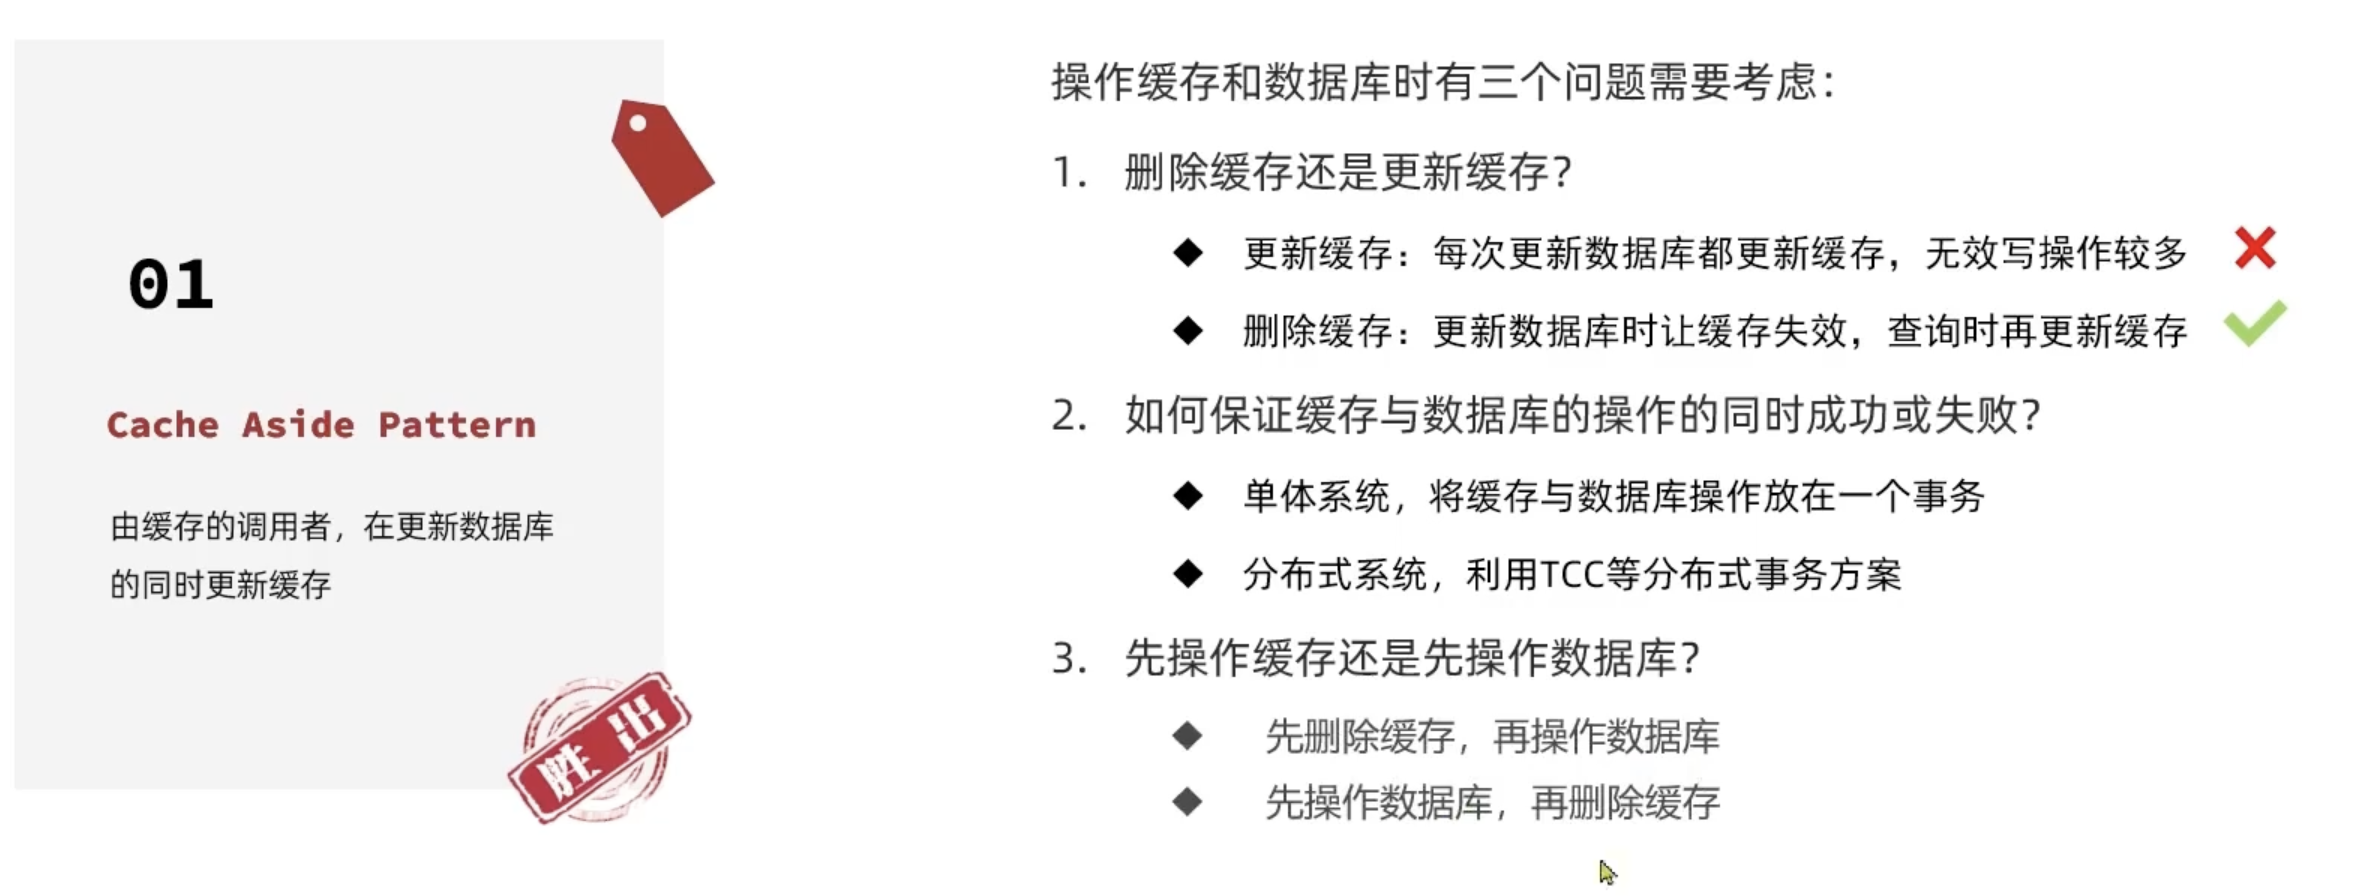 01
Cache Aside Pattern
由缓存的调用者，在更新数据库
的同时更新缓存
胜出
操作缓存和数据库时有三个问题需要考虑：
1. 删除缓存还是更新缓存？
◆ 更新缓存：每次更新数据库都更新缓存，无效写操作较多
◆ 删除缓存：更新数据库时让缓存失效，查询时再更新缓存
2. 如何保证缓存与数据库的操作的同时成功或失败？
◆ 单体系统，将缓存与数据库操作放在一个事务
◆ 分布式系统，利用TCC等分布式事务方案
3. 先操作缓存还是先操作数据库？
◆ 先删除缓存，再操作数据库
◆ 先操作数据库，再删除缓存